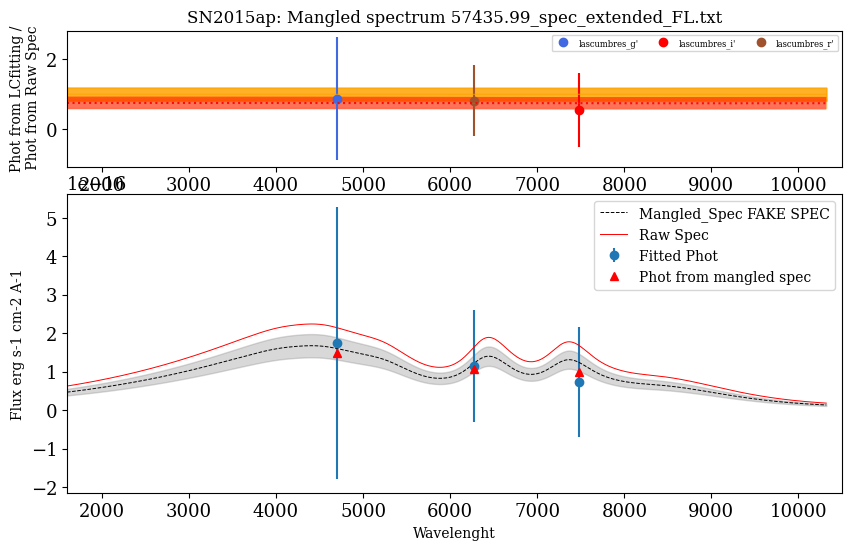 SN2015ap: Mangled spectrum 57435.99_spec_extended_FL.txt
Phot from LCfitting /
Phot from Raw Spec
2
0
lascumbres_g' lascumbres_i' lascumbres_r'
2000 3000 4000 5000 6000 7000 8000 9000 10000
Flux erg s-1 cm-2 A-1
5
4
3
2
1
0
−1
−2
Mangled_Spec FAKE SPEC
Raw Spec
Fitted Phot
Phot from mangled spec
2000 3000 4000 5000 6000 7000 8000 9000 10000
Wavelenght